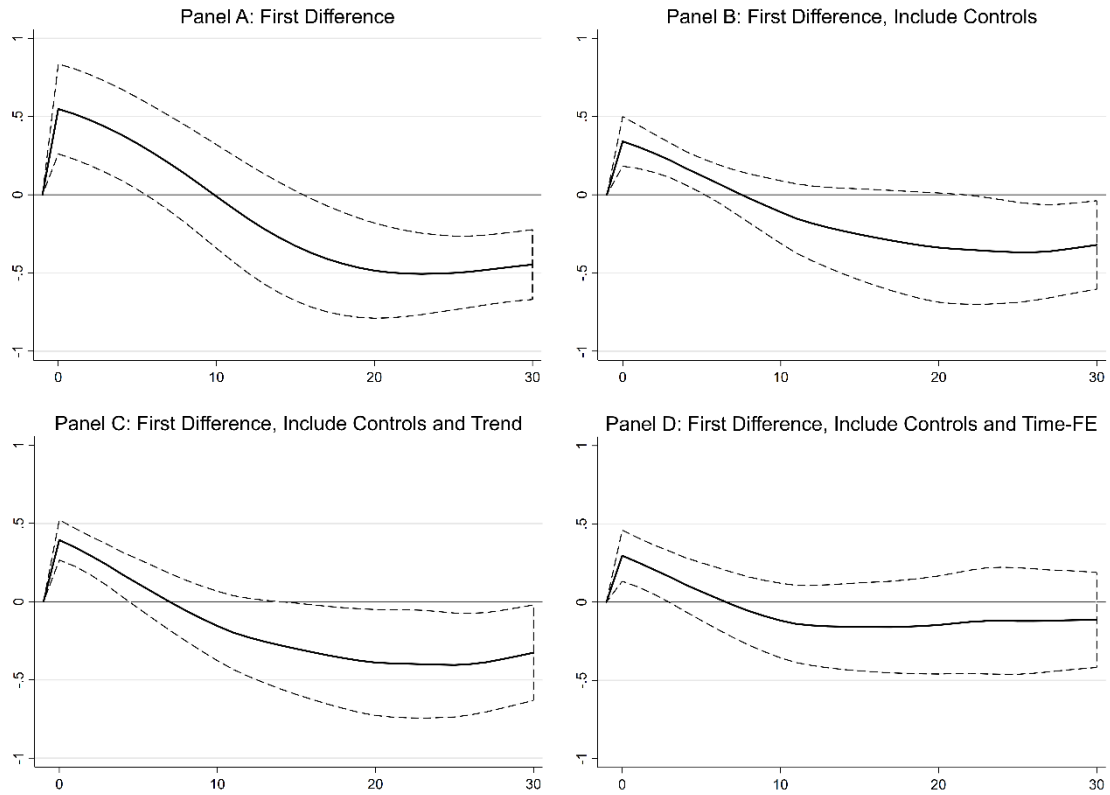 Panel A: First Difference
1
.5
0
-.5
-1
0 10 20 30
Panel B: First Difference, Include Controls
1
.5
0
-.5
-1
0 10 20 30
Panel C: First Difference, Include Controls and Trend
1
.5
0
-.5
-1
0 10 20 30
Panel D: First Difference, Include Controls and Time-FE
1
.5
0
-.5
-1
0 10 20 30